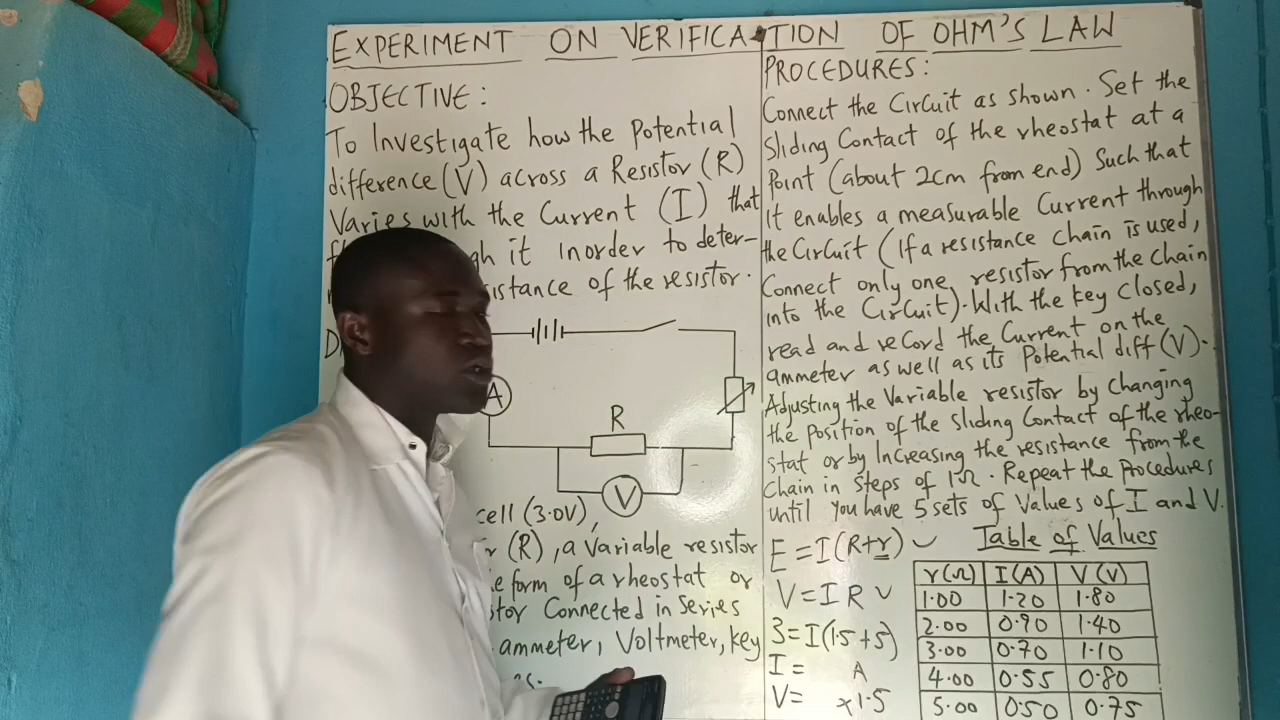 EXPERIMENT ON VERIFICATION OF OHM'S LAW
OBJECTIVE:
To Investigate how the Potential
difference (V) across a Resistor (R)
Varies with the Current (I) that
it inorder to deter-
of the resistor.
A
R
V
cell (3.0V),
(R), a Variable resistor
form of a rheostat or
Connected in Series
ammeter, Voltmeter, key
PROCEDURES:
Connect the Circuit as shown. Set the
Sliding Contact of the rheostat at a
Point (about 2cm from end) Such that
it enables a measurable Current through
the Circuit (If a resistance chain is used,
Connect only one resistor from the chain
into the Circuit). With the key closed,
read and record the Current on the
ammeter as well as its Potential diff (V).
Adjusting the Variable resistor by Changing
the position of the Sliding Contact of the rheo-
stat or by Increasing the resistance from the
Chain in steps of 1Ω. Repeat the procedures
until you have 5 sets of Values of I and V.
E = I(R+r)
V = I R
3 = I(1.5 + 5)
I = A
V = x1.5
Table of Values
r(Ω) I(A) V(v)
1.00 1.20 1.80
2.00 0.90 1.40
3.00 0.70 1.10
4.00 0.55 0.80
5.00 0.50 0.75